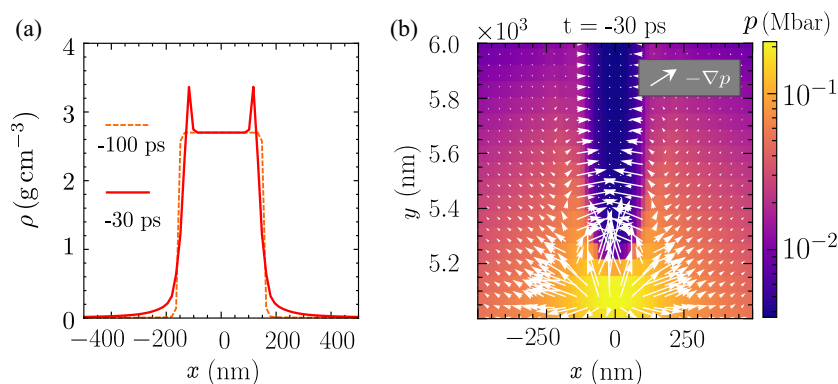 (a)
4
3
2
1
0
ρ (g cm⁻³)
-100 ps
-30 ps
−400
−200
0
200
400
x (nm)
(b)
×10³
t = -30 ps
p (Mbar)
6.0
5.8
5.6
5.4
5.2
y (nm)
−∇p
10⁻¹
10⁻²
−250
0
250
x (nm)